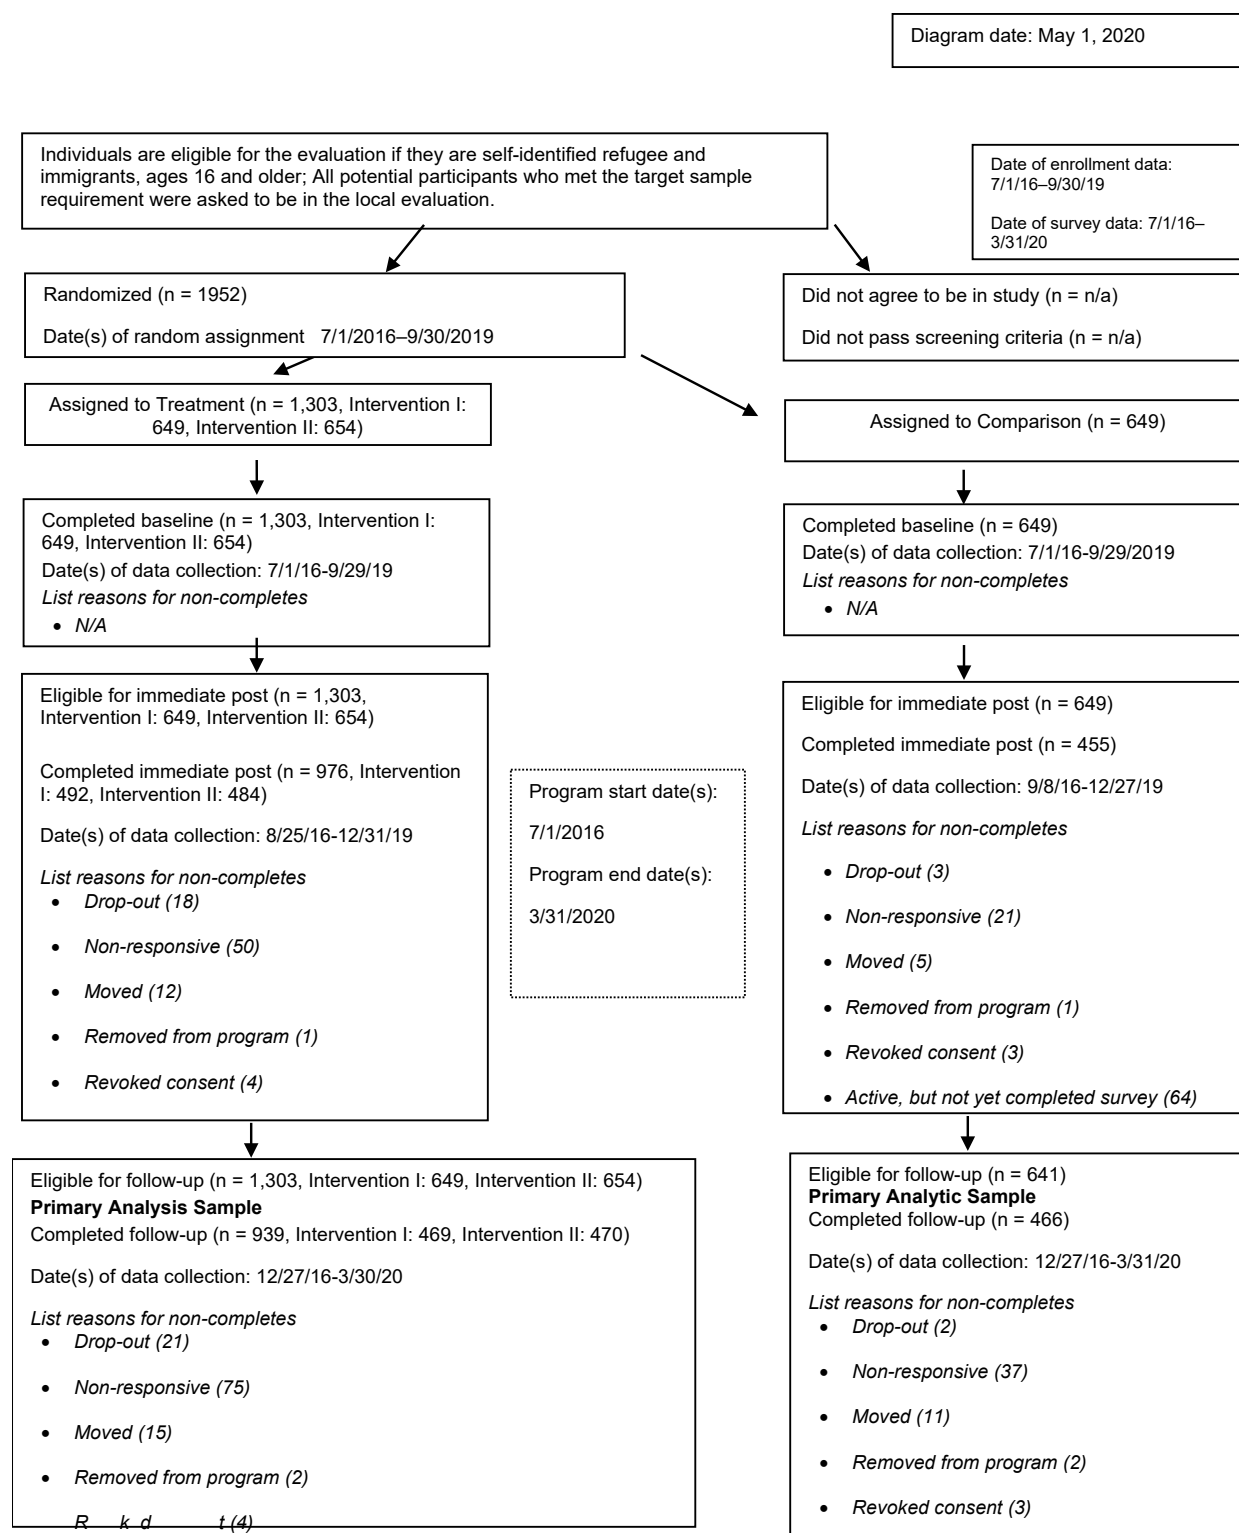 Diagram date: May 1, 2020
Individuals are eligible for the evaluation if they are self-identified refugee and
immigrants, ages 16 and older; All potential participants who met the target sample
requirement were asked to be in the local evaluation.
Date of enrollment data:
7/1/16–9/30/19
Date of survey data: 7/1/16–
3/31/20
Randomized (n = 1952)
Date(s) of random assignment   7/1/2016–9/30/2019
Did not agree to be in study (n = n/a)
Did not pass screening criteria (n = n/a)
Assigned to Treatment (n = 1,303, Intervention I:
649, Intervention II: 654)
Assigned to Comparison (n = 649)
Completed baseline (n = 1,303, Intervention I:
649, Intervention II: 654)
Date(s) of data collection: 7/1/16-9/29/19
List reasons for non-completes
• N/A
Completed baseline (n = 649)
Date(s) of data collection: 7/1/16-9/29/2019
List reasons for non-completes
• N/A
Eligible for immediate post (n = 1,303,
Intervention I: 649, Intervention II: 654)
Completed immediate post (n = 976, Intervention
I: 492, Intervention II: 484)
Date(s) of data collection: 8/25/16-12/31/19
List reasons for non-completes
• Drop-out (18)
• Non-responsive (50)
• Moved (12)
• Removed from program (1)
• Revoked consent (4)
Program start date(s):
7/1/2016
Program end date(s):
3/31/2020
Eligible for immediate post (n = 649)
Completed immediate post (n = 455)
Date(s) of data collection: 9/8/16-12/27/19
List reasons for non-completes
• Drop-out (3)
• Non-responsive (21)
• Moved (5)
• Removed from program (1)
• Revoked consent (3)
• Active, but not yet completed survey (64)
Eligible for follow-up (n = 1,303, Intervention I: 649, Intervention II: 654)
Primary Analysis Sample
Completed follow-up (n = 939, Intervention I: 469, Intervention II: 470)
Date(s) of data collection: 12/27/16-3/30/20
List reasons for non-completes
• Drop-out (21)
• Non-responsive (75)
• Moved (15)
• Removed from program (2)
(4)
Eligible for follow-up (n = 641)
Primary Analytic Sample
Completed follow-up (n = 466)
Date(s) of data collection: 12/27/16-3/31/20
List reasons for non-completes
• Drop-out (2)
• Non-responsive (37)
• Moved (11)
• Removed from program (2)
• Revoked consent (3)